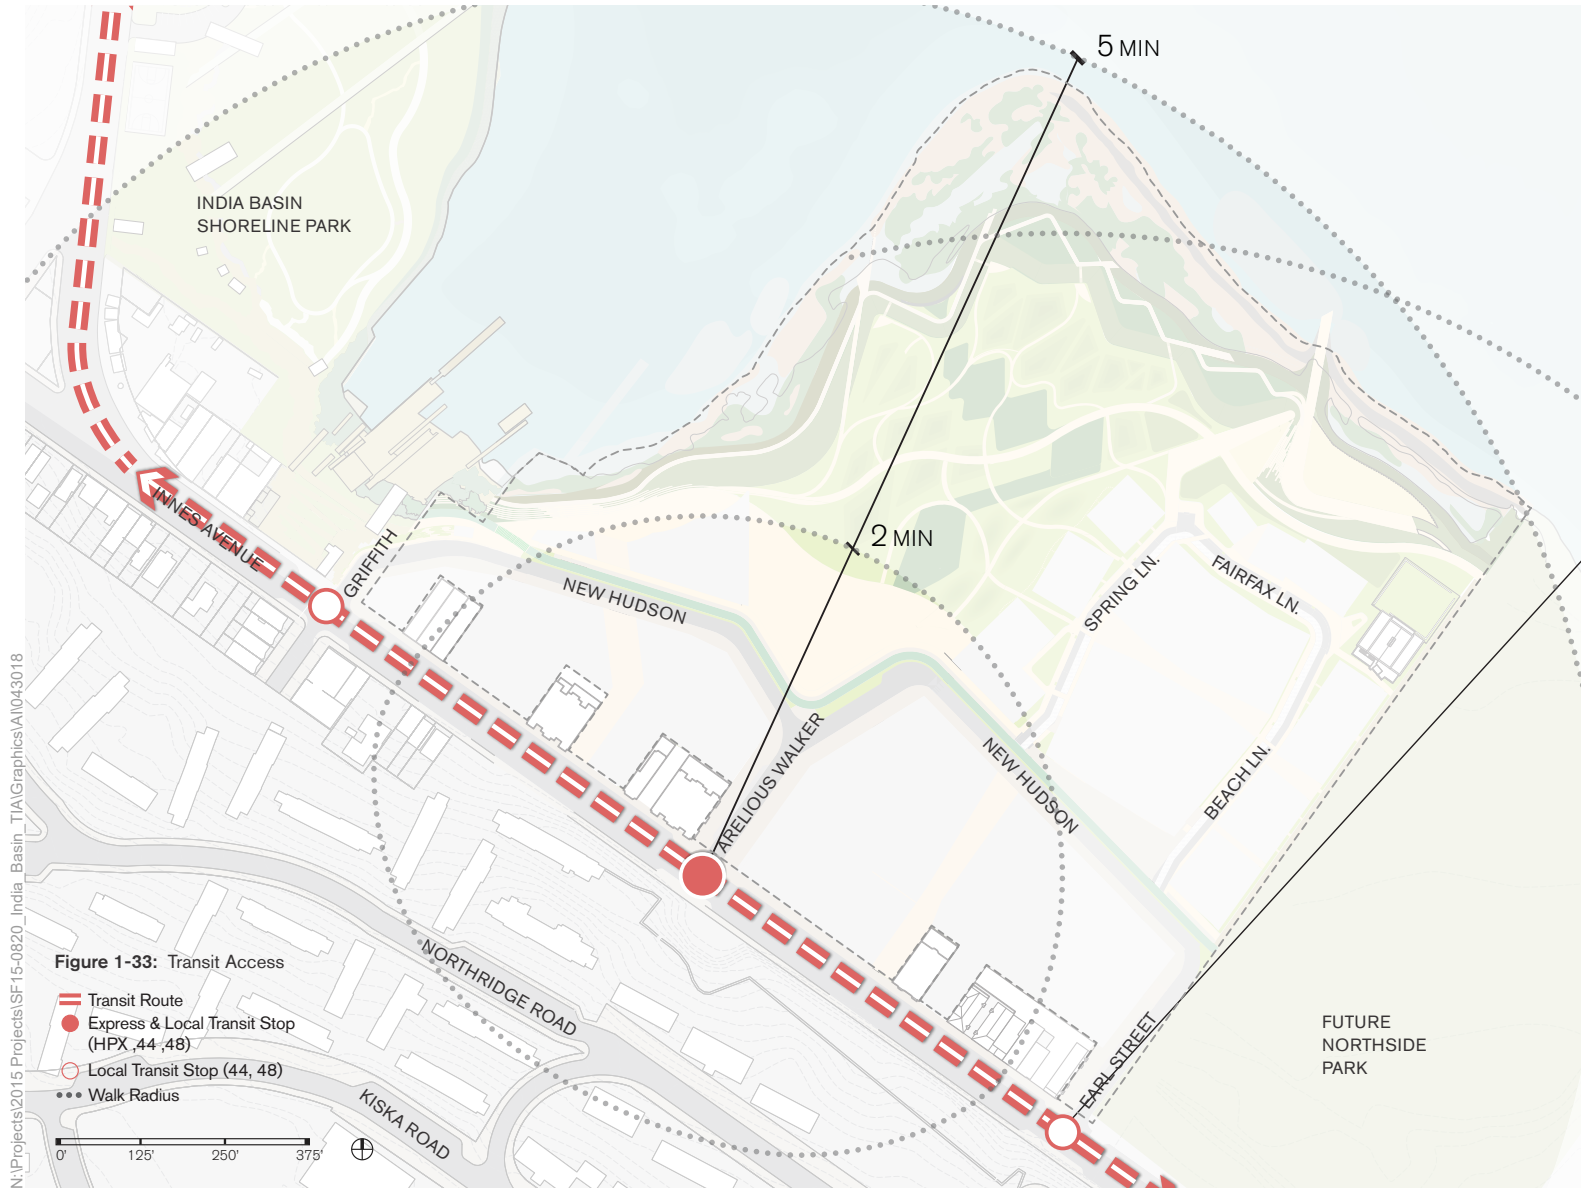 5 MIN
INDIA BASIN
SHORELINE PARK
INNES AVENUE
GRIFFITH
2 MIN
NEW HUDSON
SPRING LN.
FAIRFAX LN.
ARELIOUS WALKER
NEW HUDSON
BEACH LN.
NORTHRIDGE ROAD
KISKA ROAD
EARL STREET
FUTURE
NORTHSIDE
PARK
Figure 1-33: Transit Access
Transit Route
Express & Local Transit Stop
(HPX ,44 ,48)
Local Transit Stop (44, 48)
Walk Radius
0' 125' 250' 375'
N:\Projects\2015 Projects\SF15-0820_India_Basin_TIA\Graphics\AI\043018